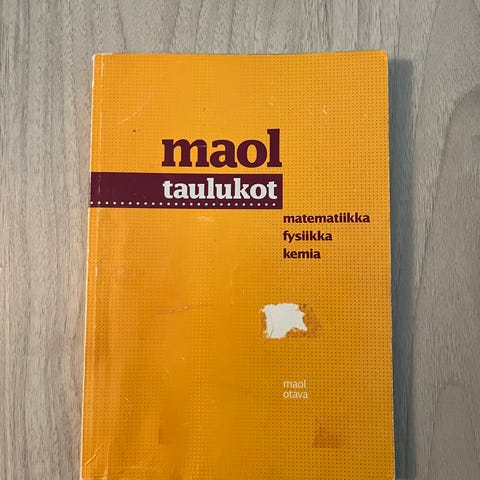 maol
taulukot
matematiikka
fysiikka
kemia
maol
otava